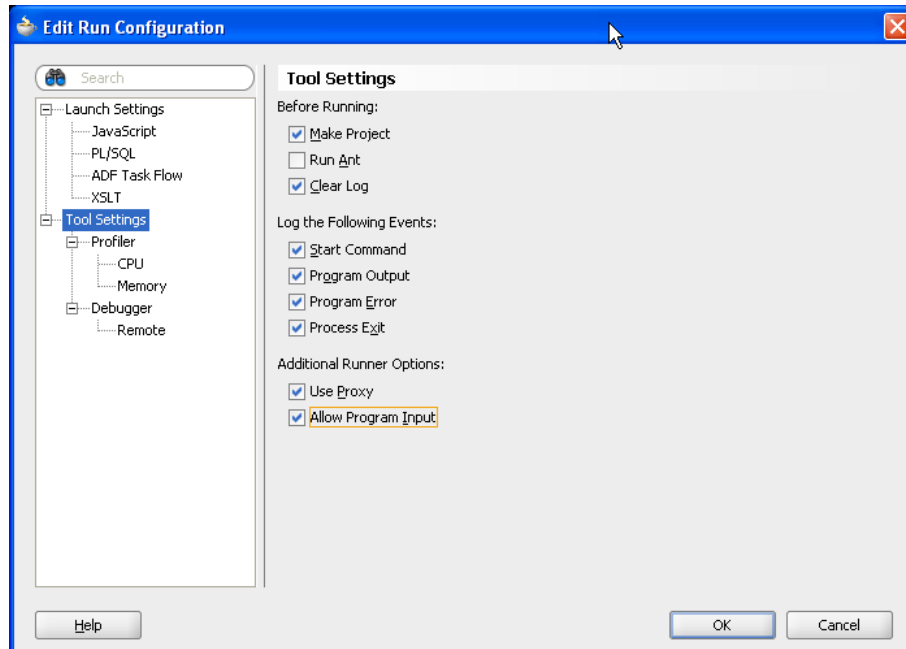 Edit Run Configuration
Search
Launch Settings
JavaScript
PL/SQL
ADF Task Flow
XSLT
Tool Settings
Profiler
CPU
Memory
Debugger
Remote
Tool Settings
Before Running:
Make Project
Run Ant
Clear Log
Log the Following Events:
Start Command
Program Output
Program Error
Process Exit
Additional Runner Options:
Use Proxy
Allow Program Input
Help
OK
Cancel